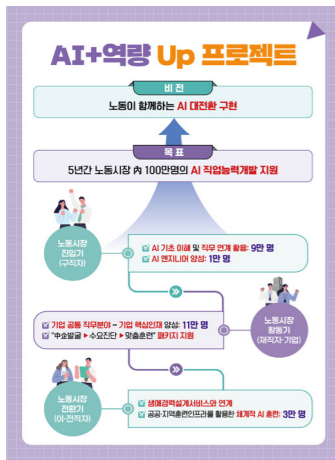 AI+역량 Up 프로젝트
비전
노동이 함께하는 AI 대전환 구현
목표
5년간 노동시장 內 100만명의 AI 직업능력개발 지원
노동시장
진입기
(구직자)
AI 기초 이해 및 직무 연계 활용: 9만 명
AI 엔지니어 양성: 1만 명
기업 공통 직무분야 ~ 기업 핵심인재 양성: 11만 명
"中企발굴 ▶ 수요진단 ▶ 맞춤훈련" 패키지 지원
노동시장
활동기
(재직자·기업)
노동시장
전환기
(이·전직자)
생애경력설계서비스와 연계
공공·지역훈련인프라를 활용한 체계적 AI 훈련: 3만 명